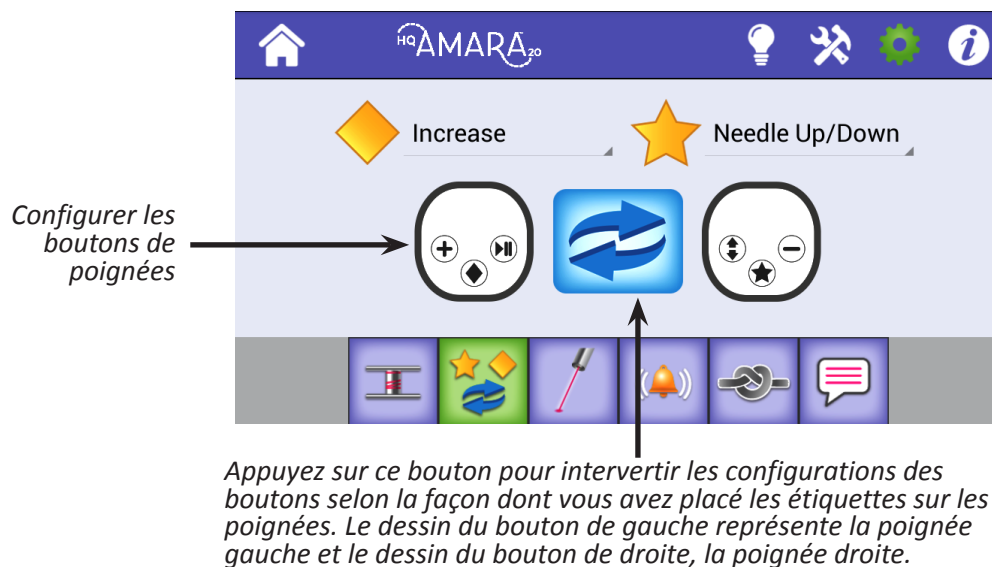 HQ AMARA 20
Increase
Needle Up/Down
Configurer les
boutons de
poignées
Appuyez sur ce bouton pour intervertir les configurations des
boutons selon la façon dont vous avez placé les étiquettes sur les
poignées. Le dessin du bouton de gauche représente la poignée
gauche et le dessin du bouton de droite, la poignée droite.